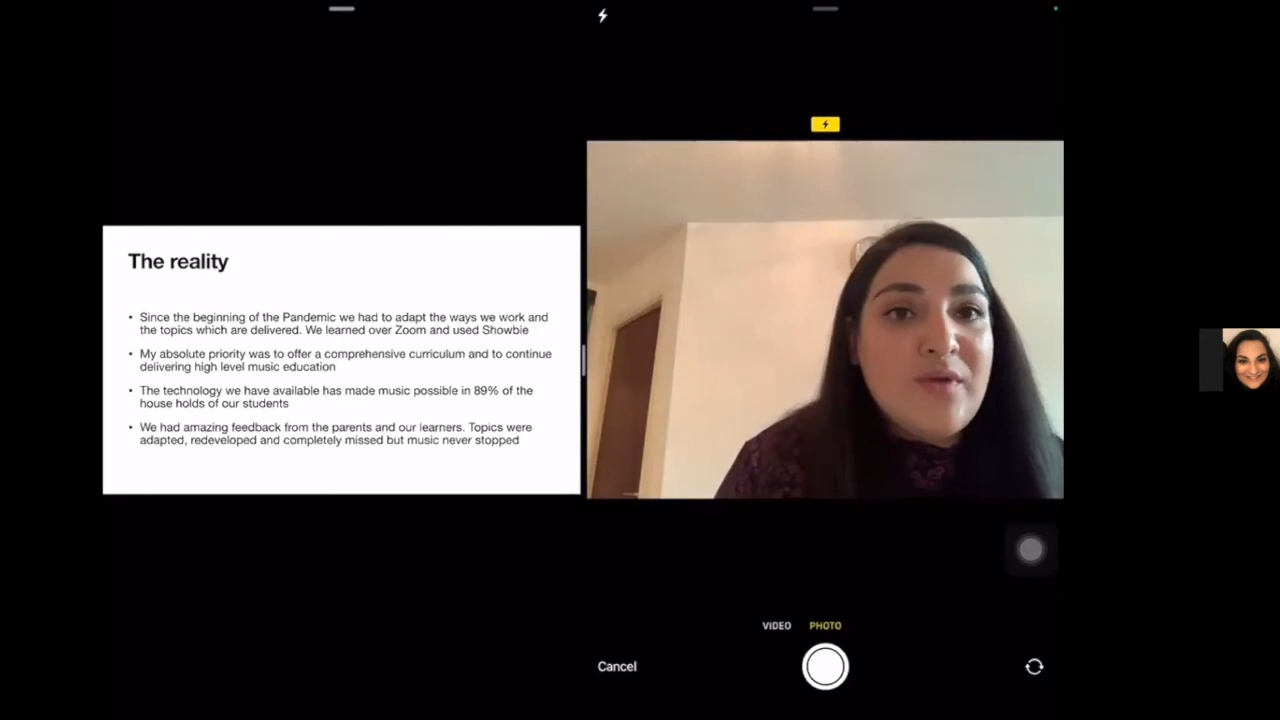 The reality
• Since the beginning of the Pandemic we had to adapt the ways we work and
the topics which are delivered. We learned over Zoom and used Showbie
• My absolute priority was to offer a comprehensive curriculum and to continue
delivering high level music education
• The technology we have available has made music possible in 89% of the
house holds of our students
• We had amazing feedback from the parents and our learners. Topics were
adapted, redeveloped and completely missed but music never stopped
VIDEO PHOTO
Cancel